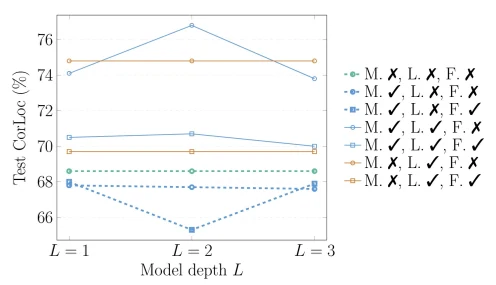 76
74
72
70
68
66
Test CorLoc (%)
L = 1
L = 2
L = 3
Model depth L
M. ✗, L. ✗, F. ✗
M. ✓, L. ✗, F. ✗
M. ✓, L. ✗, F. ✓
M. ✓, L. ✓, F. ✗
M. ✓, L. ✓, F. ✓
M. ✗, L. ✓, F. ✗
M. ✗, L. ✓, F. ✓